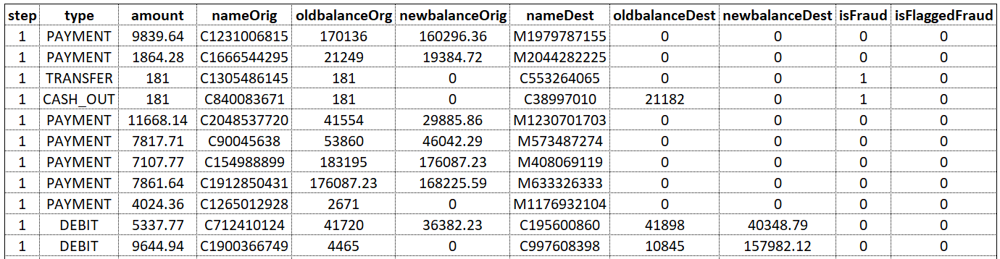 step type amount nameOrig oldbalanceOrg newbalanceOrig nameDest oldbalanceDest newbalanceDest isFraud isFlaggedFraud
1 PAYMENT 9839.64 C1231006815 170136 160296.36 M1979787155 0 0 0 0
1 PAYMENT 1864.28 C1666544295 21249 19384.72 M2044282225 0 0 0 0
1 TRANSFER 181 C1305486145 181 0 C553264065 0 0 1 0
1 CASH_OUT 181 C840083671 181 0 C38997010 21182 0 1 0
1 PAYMENT 11668.14 C2048537720 41554 29885.86 M1230701703 0 0 0 0
1 PAYMENT 7817.71 C90045638 53860 46042.29 M573487274 0 0 0 0
1 PAYMENT 7107.77 C154988899 183195 176087.23 M408069119 0 0 0 0
1 PAYMENT 7861.64 C1912850431 176087.23 168225.59 M633326333 0 0 0 0
1 PAYMENT 4024.36 C1265012928 2671 0 M1176932104 0 0 0 0
1 DEBIT 5337.77 C712410124 41720 36382.23 C195600860 41898 40348.79 0 0
1 DEBIT 9644.94 C1900366749 4465 0 C997608398 10845 157982.12 0 0